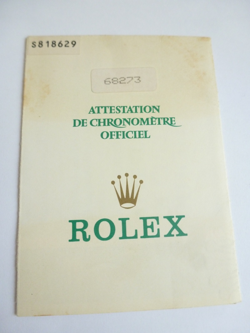 S818629
68273
ATTESTATION
DE CHRONOMÈTRE
OFFICIEL
ROLEX